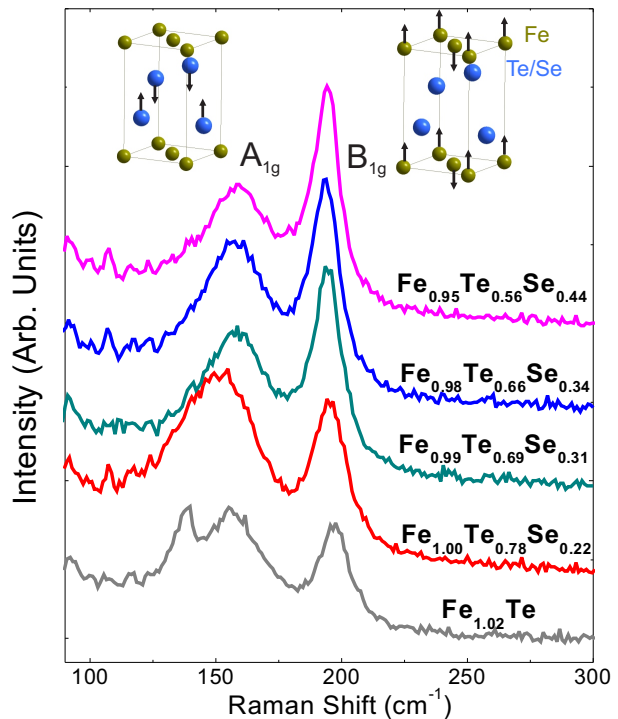 Fe
Te/Se
A1g
B1g
Fe0.95Te0.56Se0.44
Fe0.98Te0.66Se0.34
Fe0.99Te0.69Se0.31
Fe1.00Te0.78Se0.22
Fe1.02Te
Intensity (Arb. Units)
100 150 200 250 300
Raman Shift (cm-1)